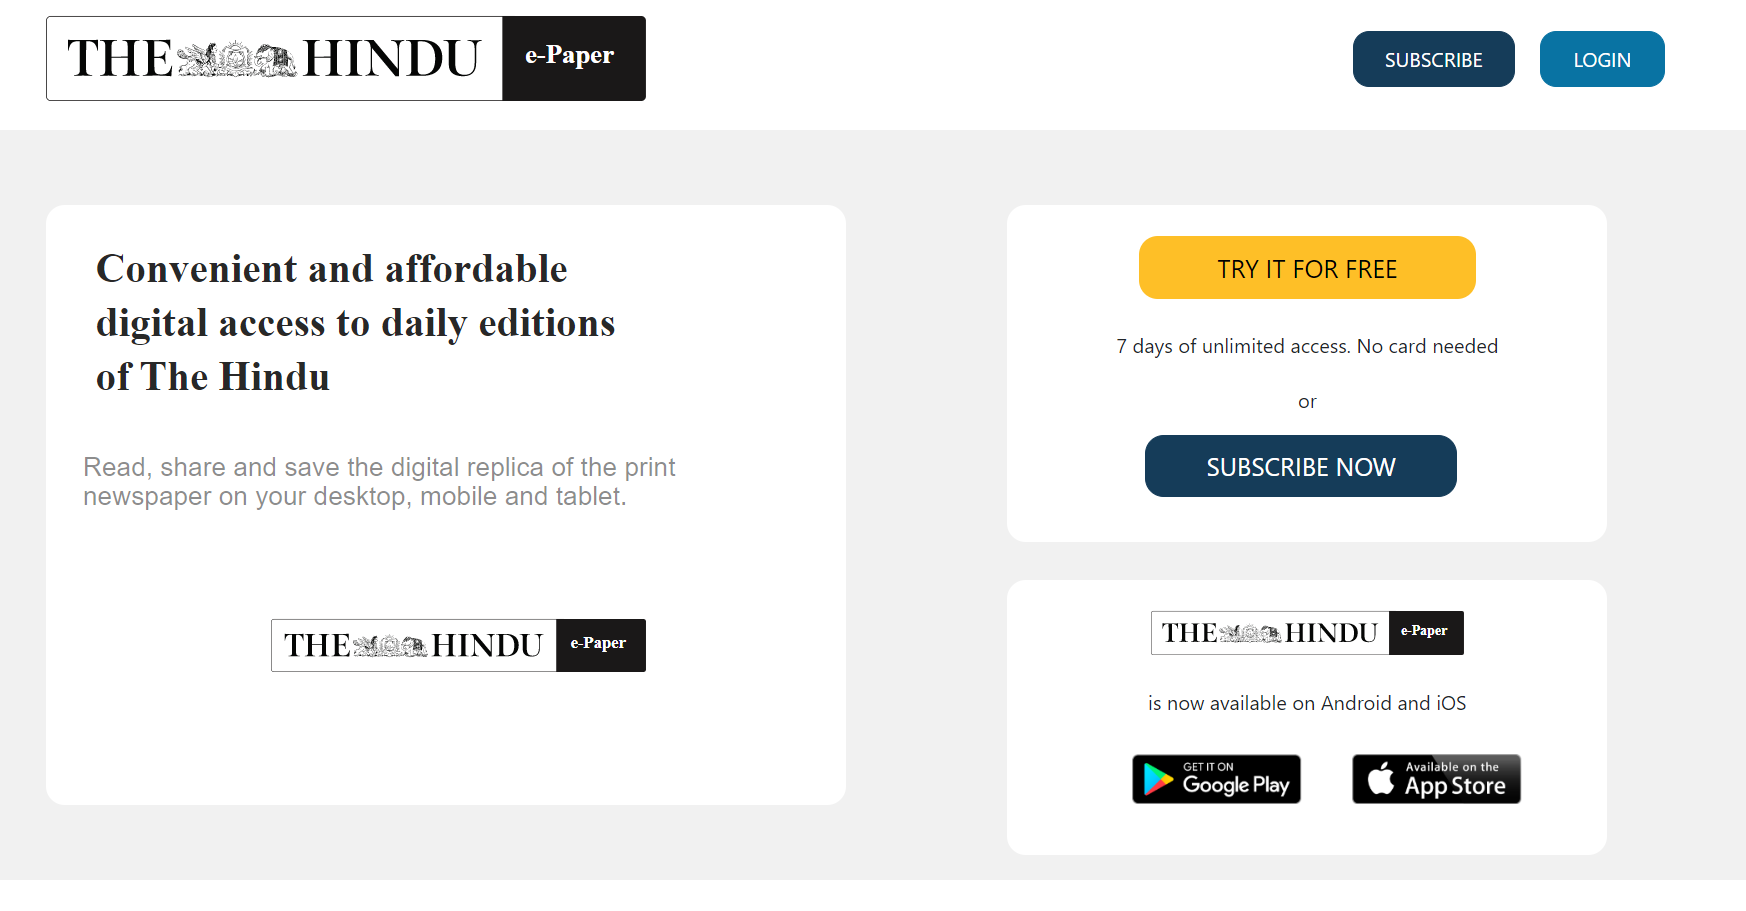 THE HINDU e-Paper
SUBSCRIBE
LOGIN
Convenient and affordable
digital access to daily editions
of The Hindu
Read, share and save the digital replica of the print
newspaper on your desktop, mobile and tablet.
THE HINDU e-Paper
TRY IT FOR FREE
7 days of unlimited access. No card needed
or
SUBSCRIBE NOW
THE HINDU e-Paper
is now available on Android and iOS
GET IT ON
Google Play
Available on the
App Store